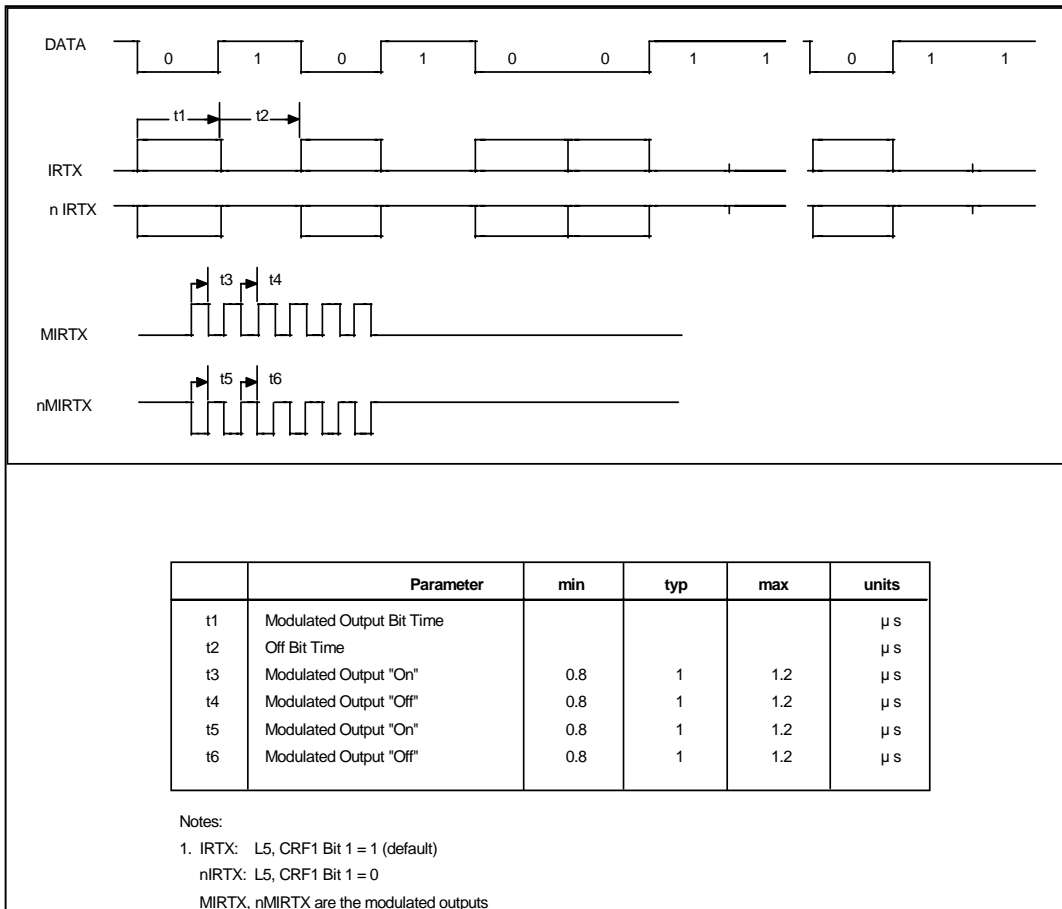 DATA
0 1 0 1 0 0 1 1 0 1 1
t1 t2
IRTX
n IRTX
t3 t4
MIRTX
t5 t6
nMIRTX
Parameter min typ max units
t1 Modulated Output Bit Time µ s
t2 Off Bit Time µ s
t3 Modulated Output "On" 0.8 1 1.2 µ s
t4 Modulated Output "Off" 0.8 1 1.2 µ s
t5 Modulated Output "On" 0.8 1 1.2 µ s
t6 Modulated Output "Off" 0.8 1 1.2 µ s
Notes:
1. IRTX: L5, CRF1 Bit 1 = 1 (default)
nIRTX: L5, CRF1 Bit 1 = 0
MIRTX, nMIRTX are the modulated outputs